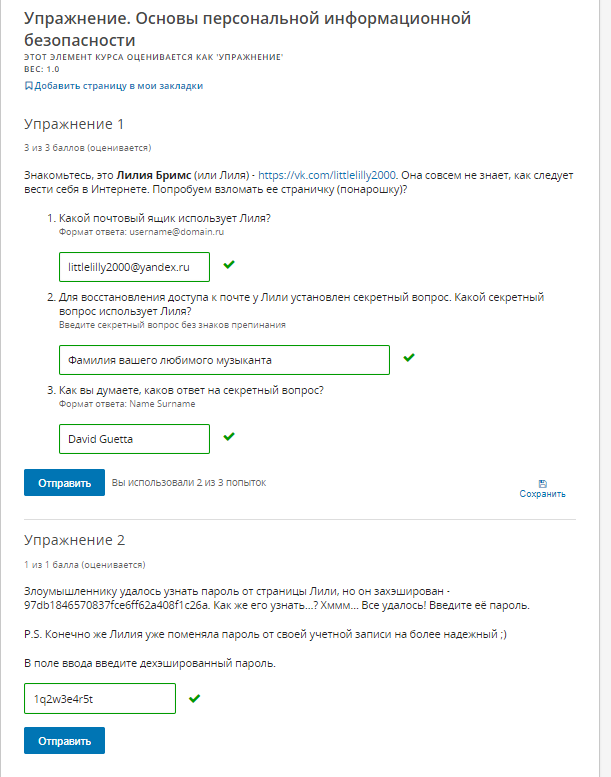 Упражнение. Основы персональной информационной
безопасности
ЭТОТ ЭЛЕМЕНТ КУРСА ОЦЕНИВАЕТСЯ КАК 'УПРАЖНЕНИЕ'
ВЕС: 1.0
Добавить страницу в мои закладки
Упражнение 1
3 из 3 баллов (оценивается)
Знакомьтесь, это Лилия Бримс (или Лиля) - https://vk.com/littlelilly2000. Она совсем не знает, как следует
вести себя в Интернете. Попробуем взломать ее страничку (понарошку)?
1. Какой почтовый ящик использует Лиля?
Формат ответа: username@domain.ru
littlelilly2000@yandex.ru
2. Для восстановления доступа к почте у Лили установлен секретный вопрос. Какой секретный
вопрос использует Лиля?
Введите секретный вопрос без знаков препинания
Фамилия вашего любимого музыканта
3. Как вы думаете, каков ответ на секретный вопрос?
Формат ответа: Name Surname
David Guetta
Отправить Вы использовали 2 из 3 попыток
Сохранить
Упражнение 2
1 из 1 балла (оценивается)
Злоумышленнику удалось узнать пароль от страницы Лили, но он захэширован -
97db1846570837fce6ff62a408f1c26a. Как же его узнать...? Хммм... Все удалось! Введите её пароль.
P.S. Конечно же Лилия уже поменяла пароль от своей учетной записи на более надежный ;)
В поле ввода введите дехэшированный пароль.
1q2w3e4r5t
Отправить